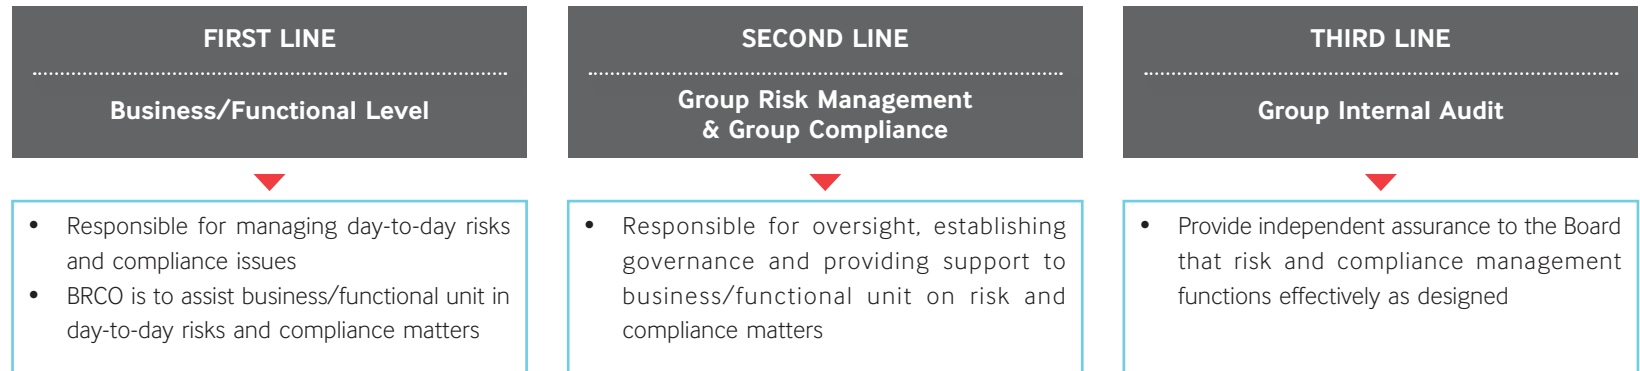 FIRST LINE
Business/Functional Level
• Responsible for managing day-to-day risks
and compliance issues
• BRCO is to assist business/functional unit in
day-to-day risks and compliance matters
SECOND LINE
Group Risk Management
& Group Compliance
• Responsible for oversight, establishing
governance and providing support to
business/functional unit on risk and
compliance matters
THIRD LINE
Group Internal Audit
• Provide independent assurance to the Board
that risk and compliance management
functions effectively as designed